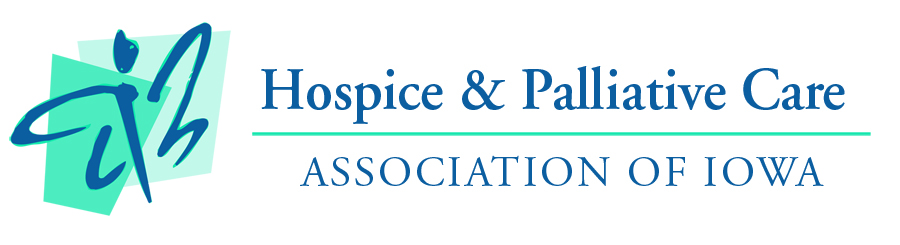 Hospice & Palliative Care
ASSOCIATION OF IOWA